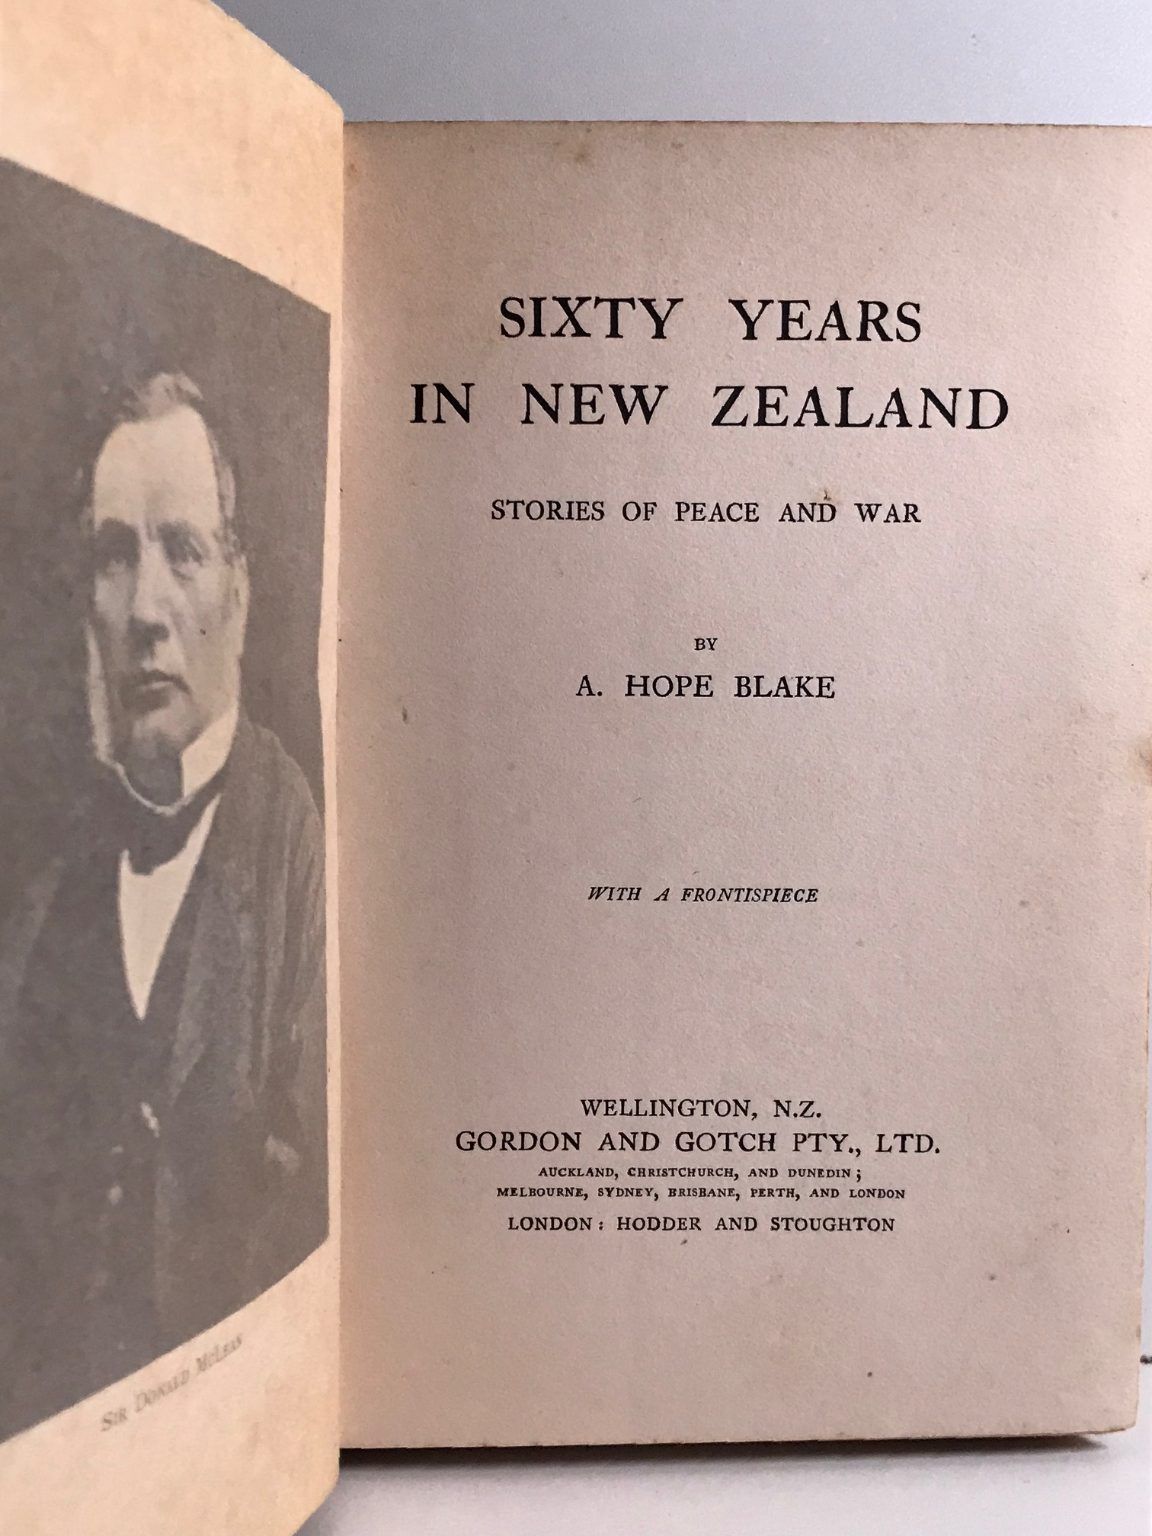 SIXTY YEARS
IN NEW ZEALAND
STORIES OF PEACE AND WAR
BY
A. HOPE BLAKE
WITH A FRONTISPIECE
WELLINGTON, N.Z.
GORDON AND GOTCH PTY., LTD.
AUCKLAND, CHRISTCHURCH, AND DUNEDIN;
MELBOURNE, SYDNEY, BRISBANE, PERTH, AND LONDON
LONDON: HODDER AND STOUGHTON
SIR DONALD MCLEAN